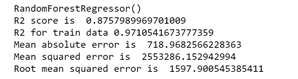 RandomForestRegressor()
R2 score is  0.8757989969701009
R2 for train data 0.9710541673777359
Mean absolute error is  718.9682566228363
Mean squared error is  2553286.152942994
Root mean squared error is  1597.900545385411